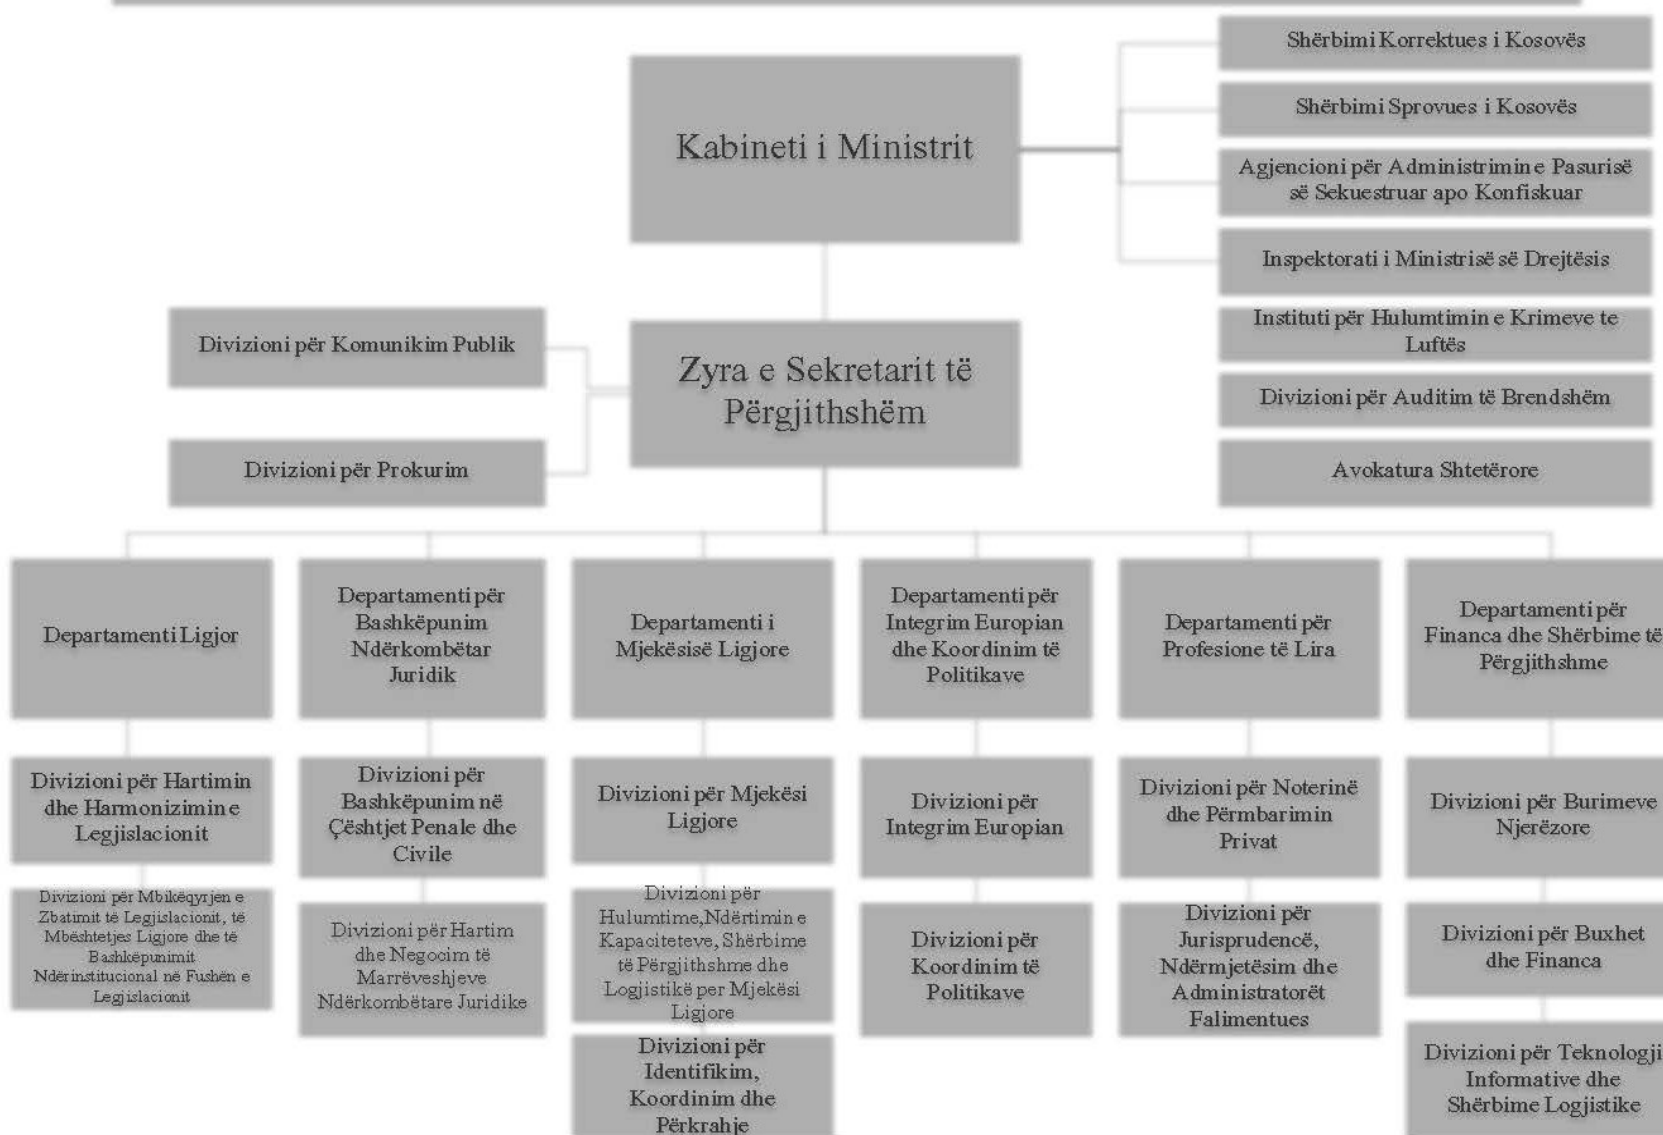 Kabineti i Ministrit
Shërbimi Korrektues i Kosovës
Shërbimi Sprovues i Kosovës
Agjencioni për Administrimin e Pasurisë
së Sekuestruar apo Konfiskuar
Inspektorati i Ministrisë së Drejtësis
Instituti për Hulumtimin e Krimeve te
Luftës
Divizioni për Auditim të Brendshëm
Avokatura Shtetërore
Divizioni për Komunikim Publik
Divizioni për Prokurim
Zyra e Sekretarit të
Përgjithshëm
Departamenti Ligjor
Departamenti për
Bashkëpunim
Ndërkombëtar
Juridik
Departamenti i
Mjekësisë Ligjore
Departamenti për
Integrim Europian
dhe Koordinim të
Politikave
Departamenti për
Profesione të Lira
Departamenti për
Financa dhe Shërbime të
Përgjithshme
Divizioni për Hartimin
dhe Harmonizimin e
Legjislacionit
Divizioni për
Bashkëpunim në
Çështjet Penale dhe
Civile
Divizioni për Mjekësi
Ligjore
Divizioni për
Integrim Europian
Divizioni për Noterinë
dhe Përmbarimin
Privat
Divizioni për Burimeve
Njerëzore
Divizioni për Mbikëqyrjen e
Zbatimit të Legjislacionit, të
Mbështetjes Ligjore dhe të
Bashkëpunimit
Ndërinstitucional në Fushën e
Legjislacionit
Divizioni për Hartim
dhe Negocim të
Marrëveshjeve
Ndërkombëtare Juridike
Divizioni për
Hulumtime,Ndërtimin e
Kapaciteteve, Shërbime
të Përgjithshme dhe
Logjistikë per Mjekësi
Ligjore
Divizioni për
Koordinim të
Politikave
Divizioni për
Jurisprudencë,
Ndërmjetësim dhe
Administratorët
Falimentues
Divizioni për Buxhet
dhe Financa
Divizioni për
Identifikim,
Koordinim dhe
Përkrahje
Divizioni për Teknologji
Informative dhe
Shërbime Logjistike